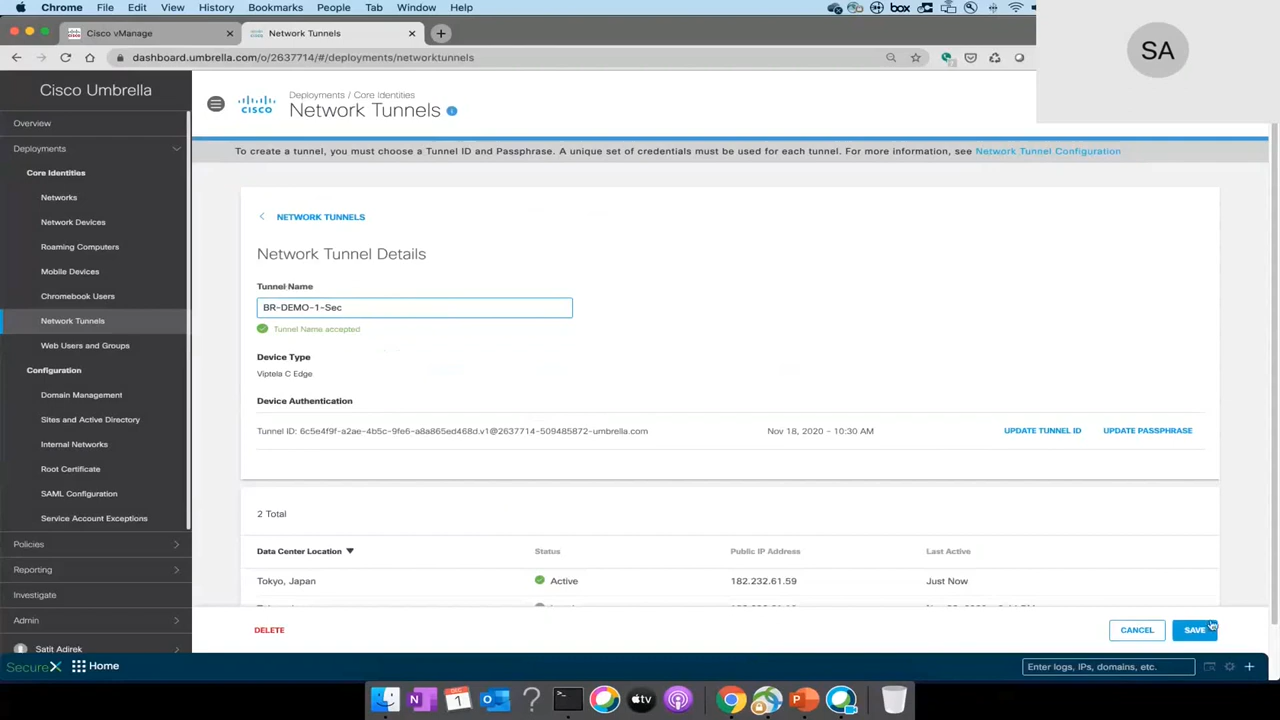 Chrome File Edit View History Bookmarks People Tab Window Help
box
Cisco vManage
Network Tunnels
dashboard.umbrella.com/o/2637714/#/deployments/networktunnels
SA
Cisco Umbrella
Overview
Deployments
Core Identities
Networks
Network Devices
Roaming Computers
Mobile Devices
Chromebook Users
Network Tunnels
Web Users and Groups
Configuration
Domain Management
Sites and Active Directory
Internal Networks
Root Certificate
SAML Configuration
Service Account Exceptions
Policies
Reporting
Investigate
Admin
Satit Adirek
CISCO
Deployments / Core Identities
Network Tunnels
To create a tunnel, you must choose a Tunnel ID and Passphrase. A unique set of credentials must be used for each tunnel. For more information, see Network Tunnel Configuration
NETWORK TUNNELS
Network Tunnel Details
Tunnel Name
BR-DEMO-1-Sec
Tunnel Name accepted
Device Type
Viptela C Edge
Device Authentication
Tunnel ID: 6c5e4f9f-a2ae-4b5c-9fe6-a8a865ed468d.v1@2637714-509485872-umbrella.com Nov 18, 2020 - 10:30 AM UPDATE TUNNEL ID UPDATE PASSPHRASE
2 Total
Data Center Location Status Public IP Address Last Active
Tokyo, Japan Active 182.232.61.59 Just Now
DELETE CANCEL SAVE
SecureX Home Enter logs, IPs, domains, etc.
SEC
1
tv